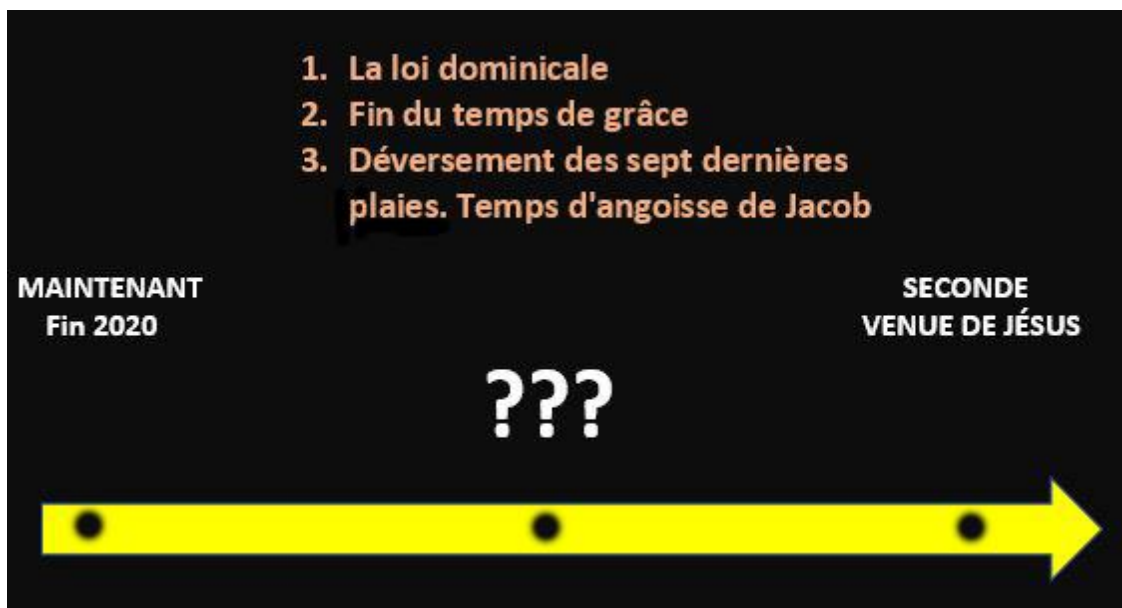 1. La loi dominicale
2. Fin du temps de grâce
3. Déversement des sept dernières
plaies. Temps d'angoisse de Jacob
MAINTENANT
Fin 2020
SECONDE
VENUE DE JÉSUS
???